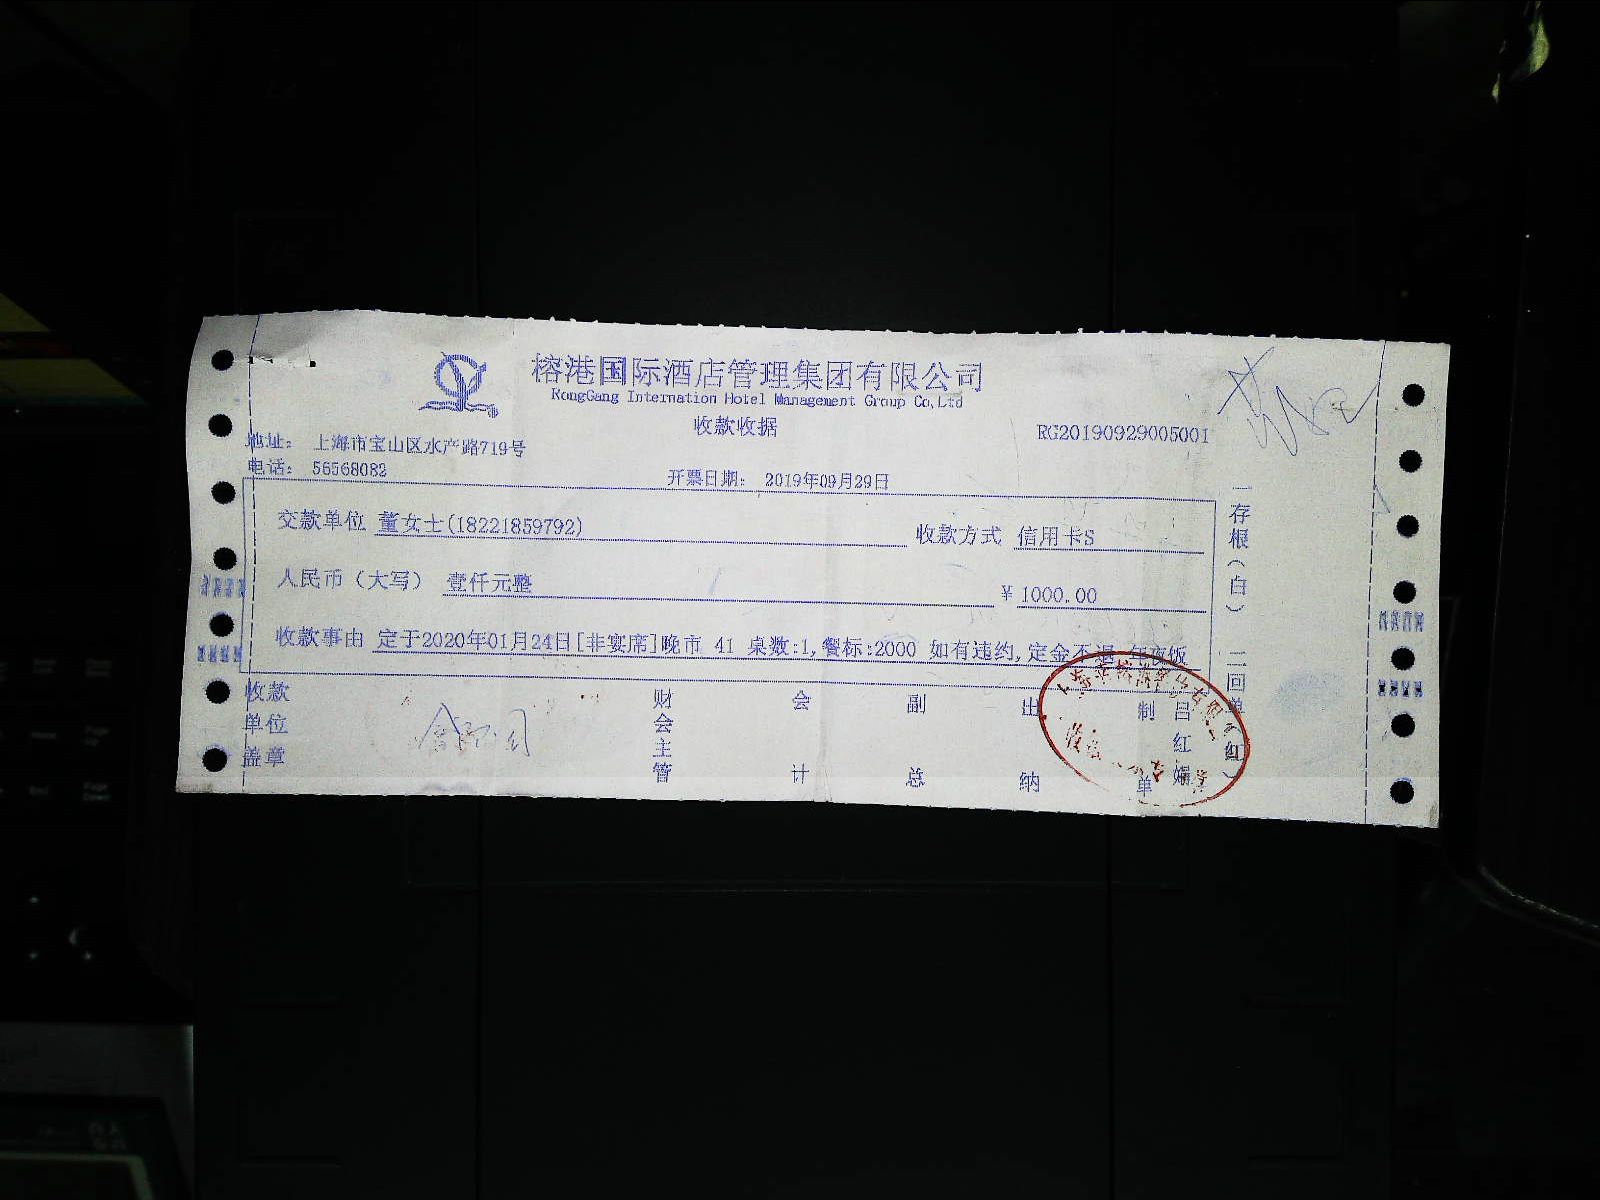 榕港国际酒店管理集团有限公司
RongGang Internation Hotel Management Group Co,Ltd
收款收据
RG20190929005001
地址： 上海市宝山区水产路719号
电话： 56568082
开票日期： 2019年09月29日
交款单位 董女士(18221859792) 收款方式 信用卡S
人民币（大写） 壹仟元整 ¥ 1000.00
收款事由 定于2020年01月24日[非宴席]晚市 41 桌数:1,餐标:2000 如有违约,定金不退 年夜饭
收款单位盖章 财会主管 会计 副总 出纳 制单 吕红娟
一存根（白） 二回单（红）